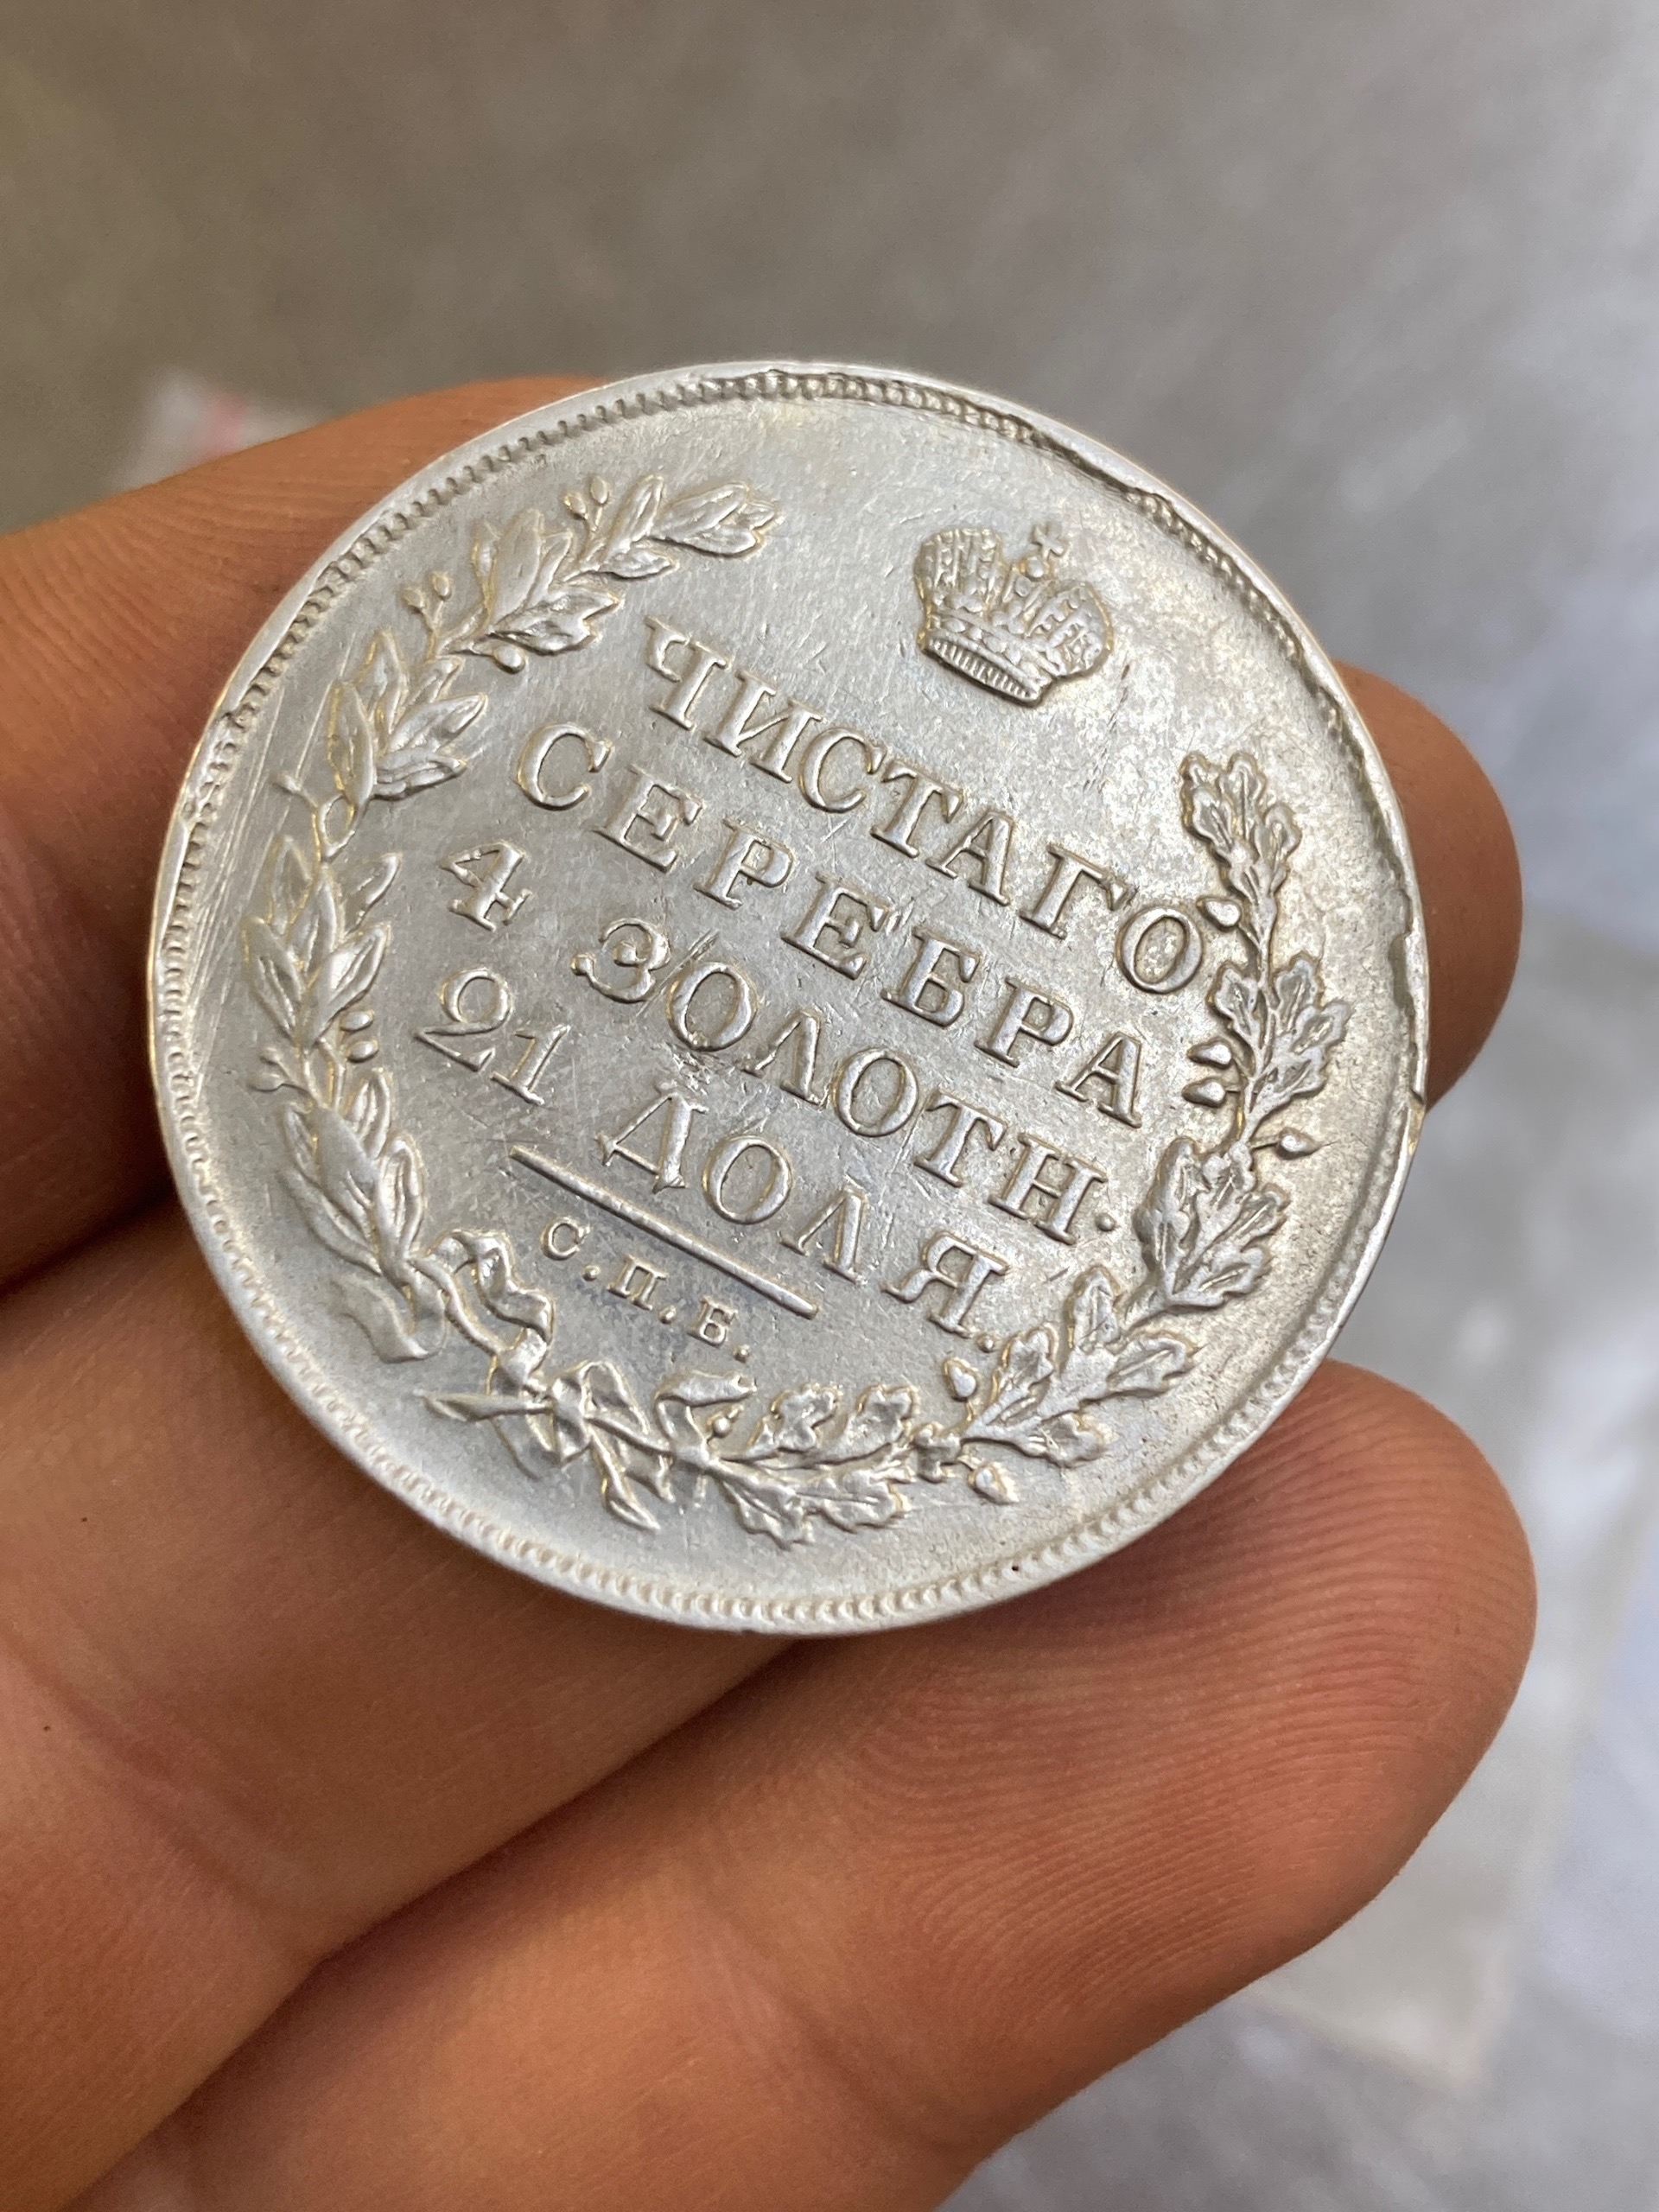 ЧИСТАГО
СЕРЕБРА
4 ЗОЛОТН.
21 ДОЛЯ.
С.П.Б.